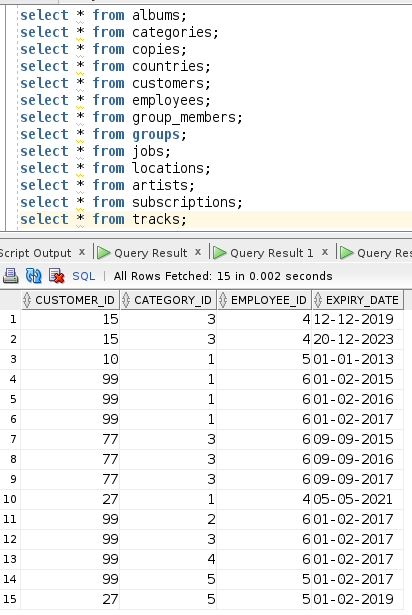 select * from albums;
select * from categories;
select * from copies;
select * from countries;
select * from customers;
select * from employees;
select * from group_members;
select * from groups;
select * from jobs;
select * from locations;
select * from artists;
select * from subscriptions;
select * from tracks;
Script Output x Query Result x Query Result 1 x Query Res
SQL | All Rows Fetched: 15 in 0.002 seconds
CUSTOMER_ID CATEGORY_ID EMPLOYEE_ID EXPIRY_DATE
1 15 3 4 12-12-2019
2 15 3 4 20-12-2023
3 10 1 5 01-01-2013
4 99 1 6 01-02-2015
5 99 1 6 01-02-2016
6 99 1 6 01-02-2017
7 77 3 6 09-09-2015
8 77 3 6 09-09-2016
9 77 3 6 09-09-2017
10 27 1 4 05-05-2021
11 99 2 6 01-02-2017
12 99 3 6 01-02-2017
13 99 4 6 01-02-2017
14 99 5 5 01-02-2017
15 27 5 5 01-02-2019